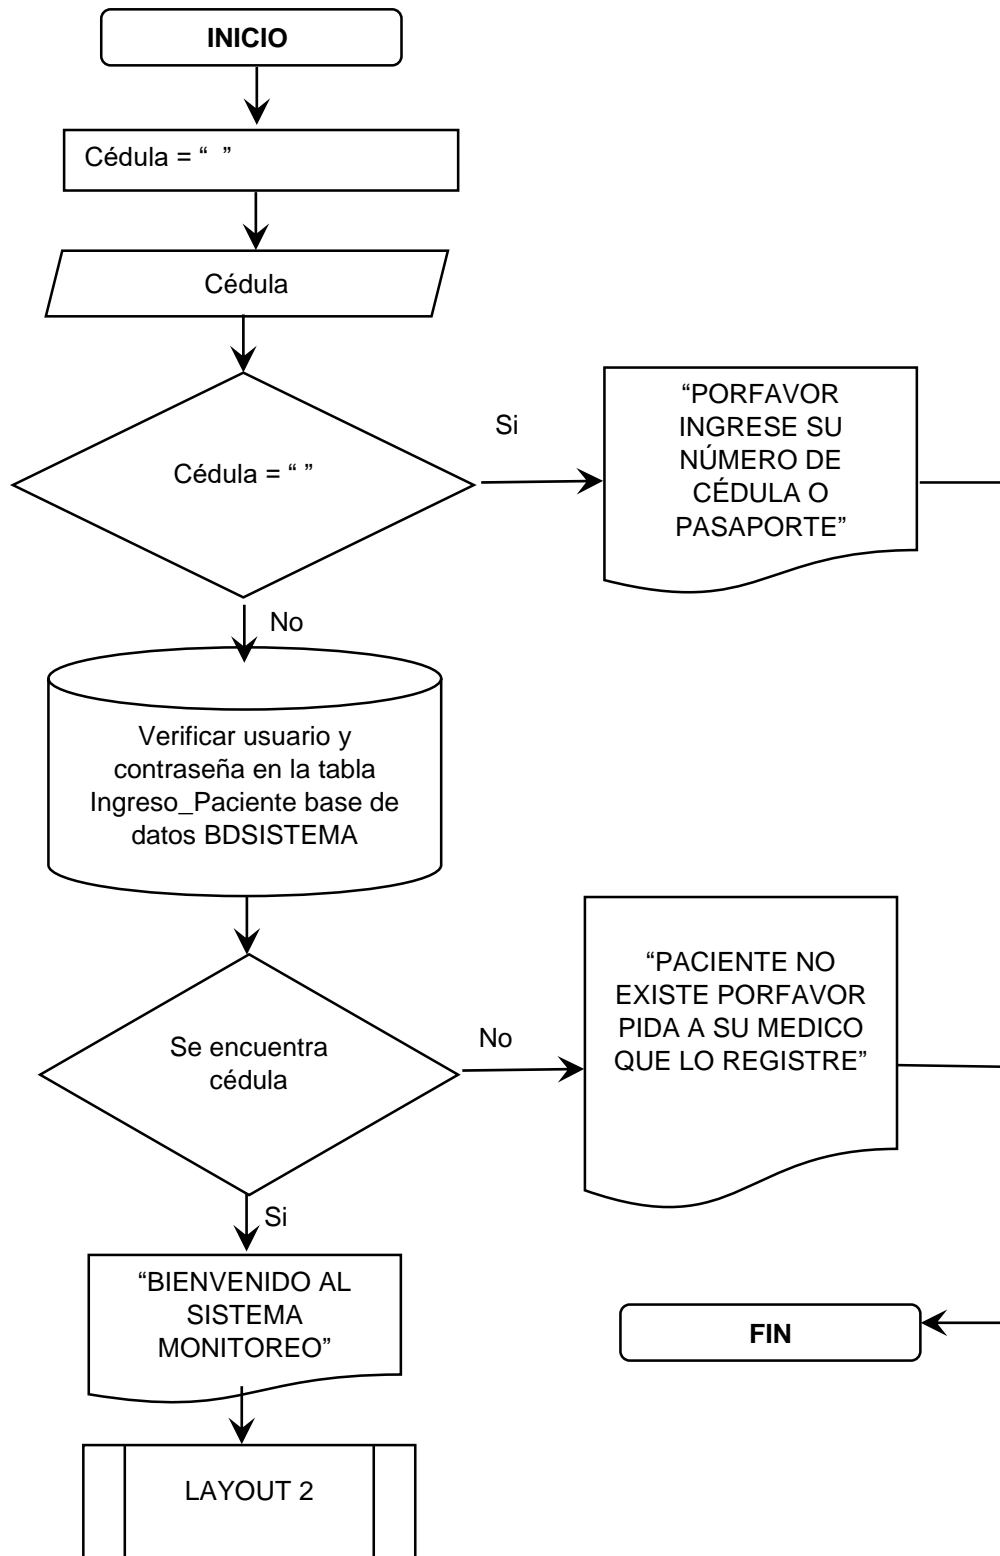 INICIO
Cédula = “  ”
Cédula
Cédula = “ ”
Si
“PORFAVOR
INGRESE SU
NÚMERO DE
CÉDULA O
PASAPORTE”
No
Verificar usuario y
contraseña en la tabla
Ingreso_Paciente base de
datos BDSISTEMA
Se encuentra
cédula
No
“PACIENTE NO
EXISTE PORFAVOR
PIDA A SU MEDICO
QUE LO REGISTRE”
Si
“BIENVENIDO AL
SISTEMA
MONITOREO”
FIN
LAYOUT 2